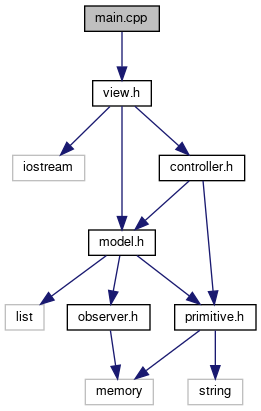 main.cpp
view.h
iostream
controller.h
model.h
list
observer.h
primitive.h
memory
string